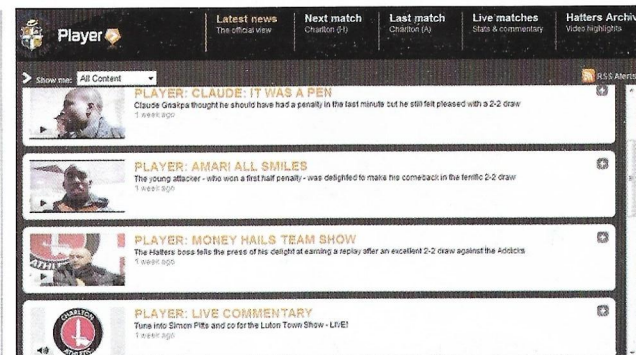 Player
Latest news
The official view
Next match
Charlton (H)
Last match
Charlton (A)
Live matches
Stats & commentary
Hatters Archiv
Video highlights
Show me: All Content
RSS Alerts
PLAYER: CLAUDE: IT WAS A PEN
Claude Gnakpa thought he should have had a penalty in the last minute but he still felt pleased with a 2-2 draw
1 week ago
PLAYER: AMARI ALL SMILES
The young attacker - who won a first half penalty - was delighted to make his comeback in the terrific 2-2 draw
1 week ago
PLAYER: MONEY HAILS TEAM SHOW
The Hatters boss tells the press of his delight at earning a replay after an excellent 2-2 draw against the Addicks
1 week ago
PLAYER: LIVE COMMENTARY
Tune into Simon Pitts and co for the Luton Town Show - LIVE!
1 week ago
CHARLTON
ATHLETIC